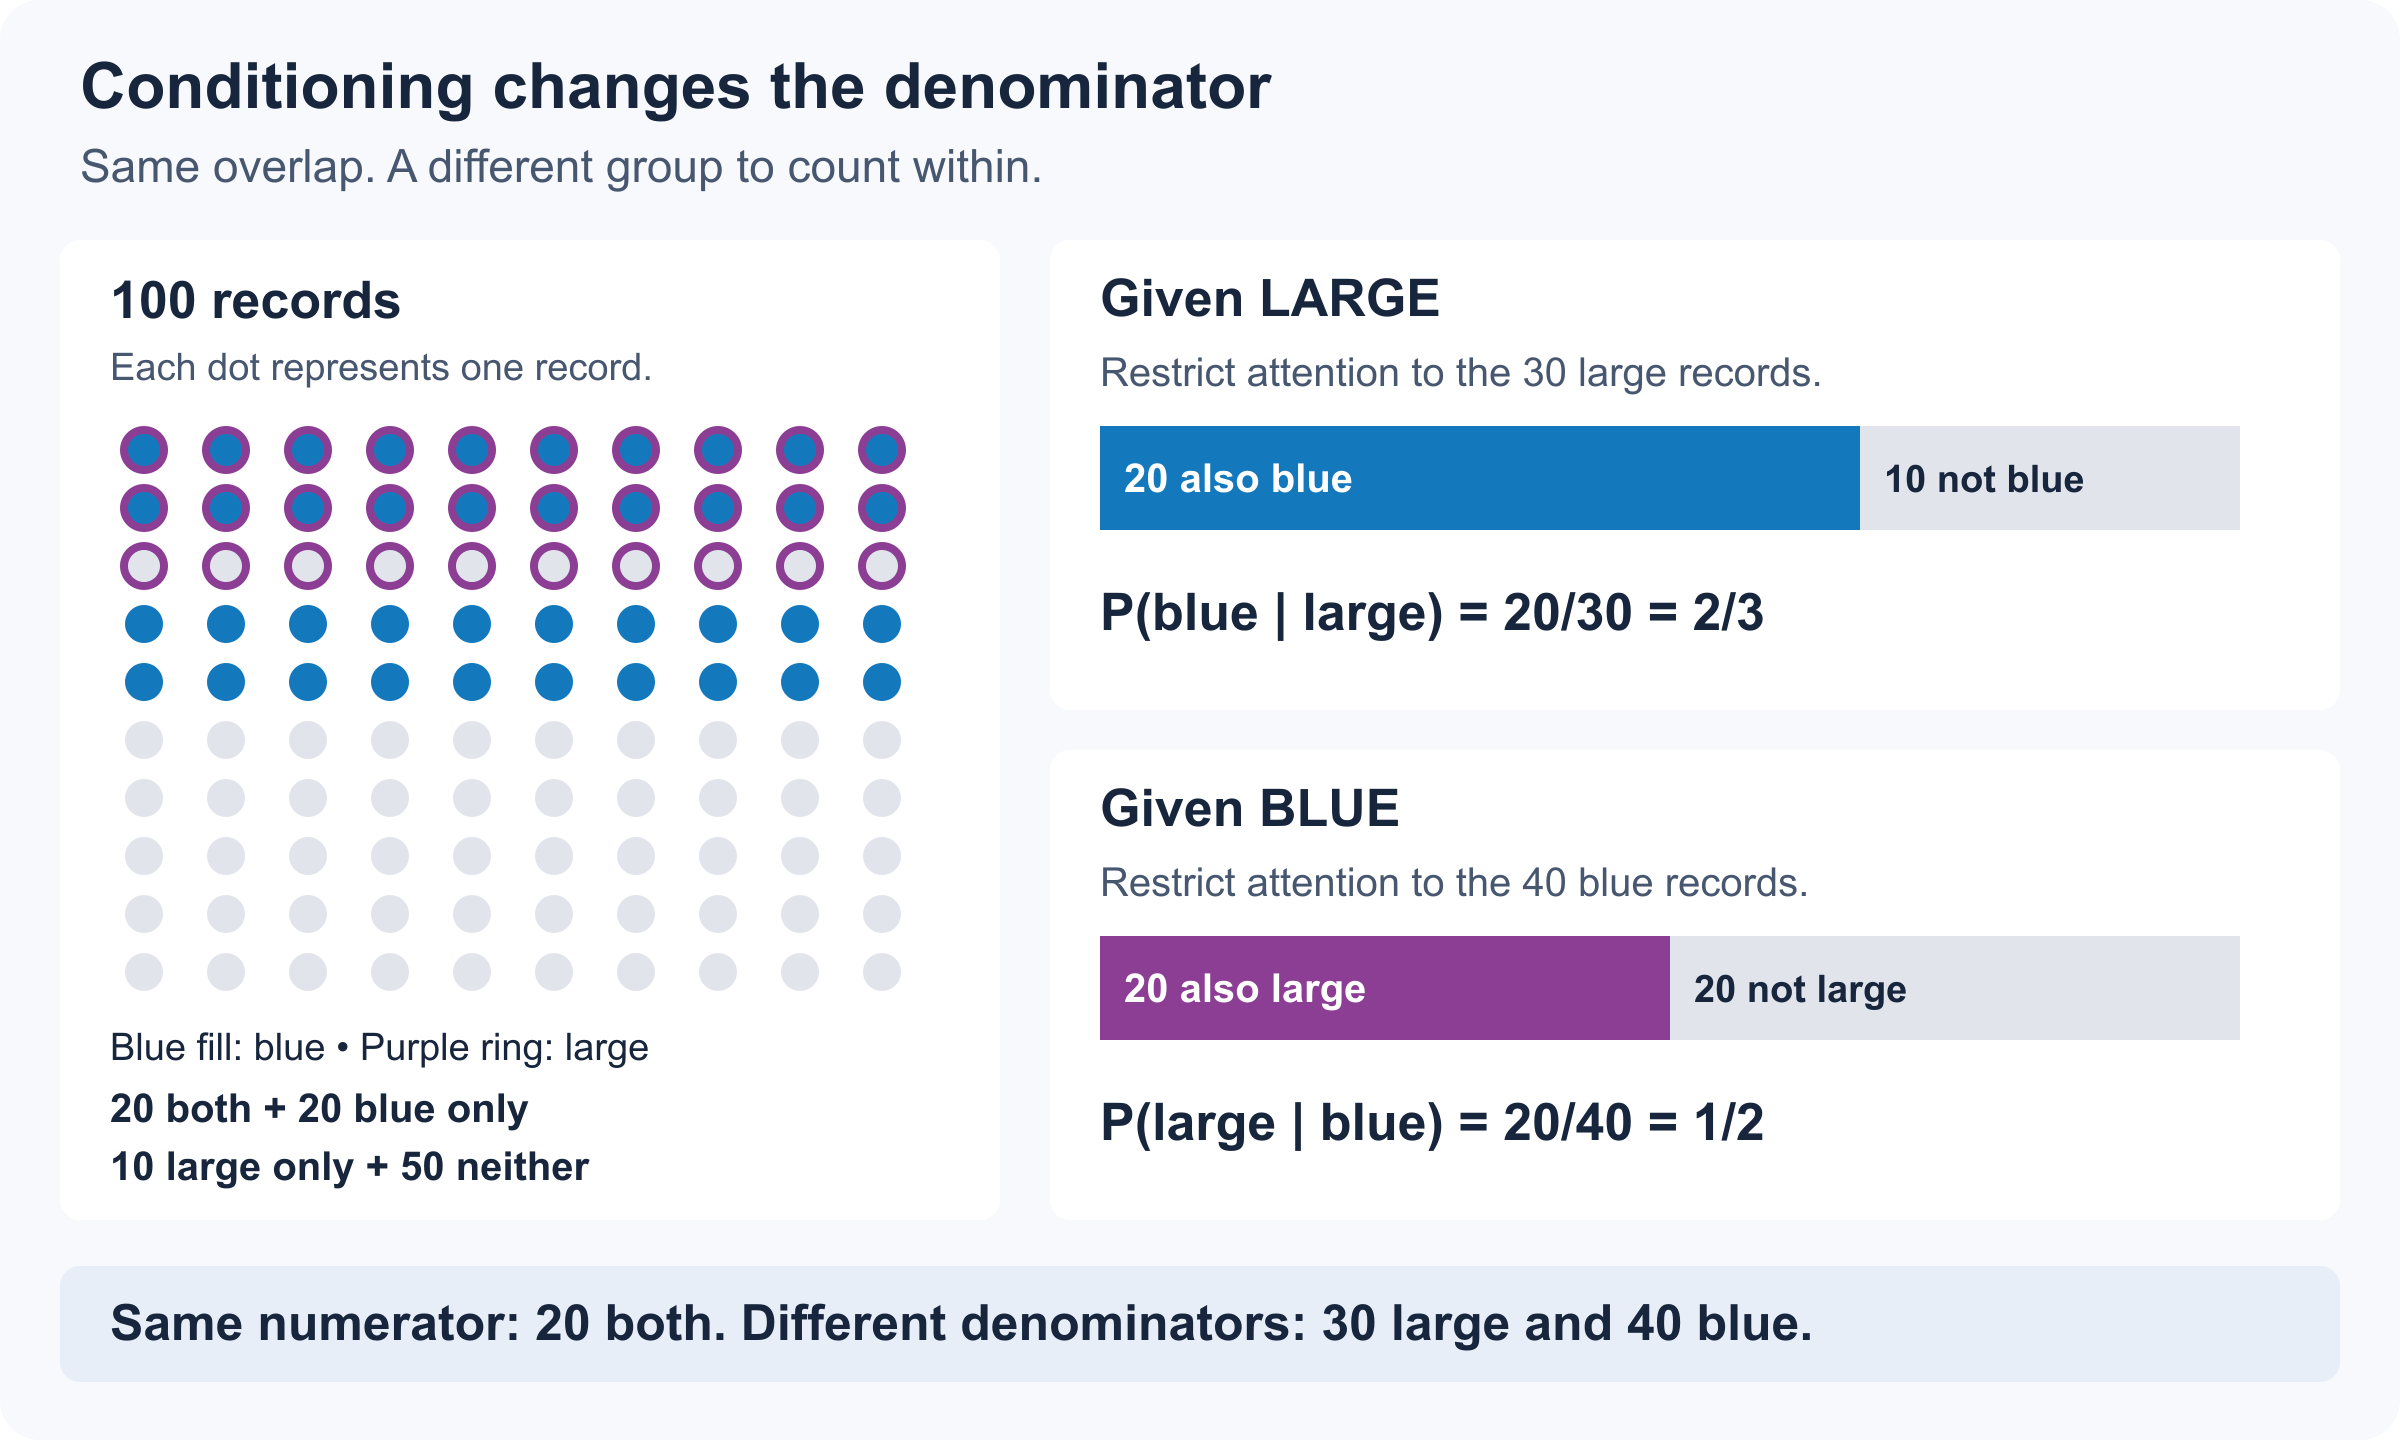 Conditioning changes the denominator
Same overlap. A different group to count within.
100 records
Each dot represents one record.
Blue fill: blue • Purple ring: large
20 both + 20 blue only
10 large only + 50 neither
Given LARGE
Restrict attention to the 30 large records.
20 also blue
10 not blue
P(blue | large) = 20/30 = 2/3
Given BLUE
Restrict attention to the 40 blue records.
20 also large
20 not large
P(large | blue) = 20/40 = 1/2
Same numerator: 20 both. Different denominators: 30 large and 40 blue.